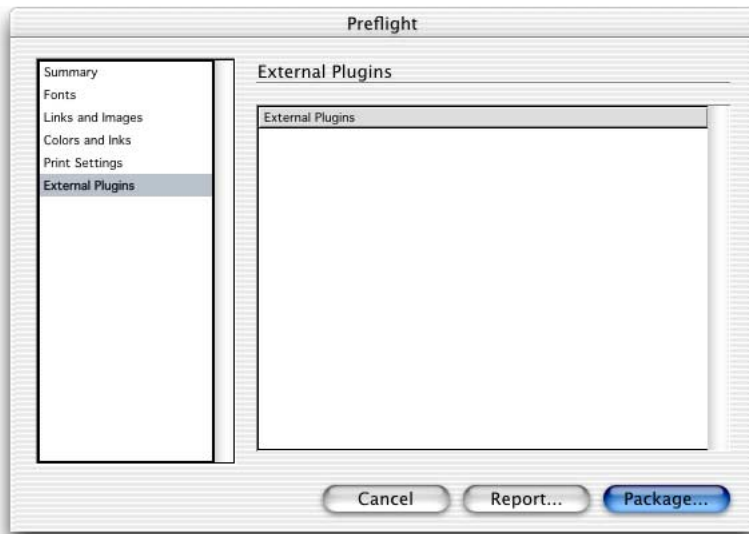 Preflight
Summary
Fonts
Links and Images
Colors and Inks
Print Settings
External Plugins
External Plugins
External Plugins
Cancel
Report...
Package...